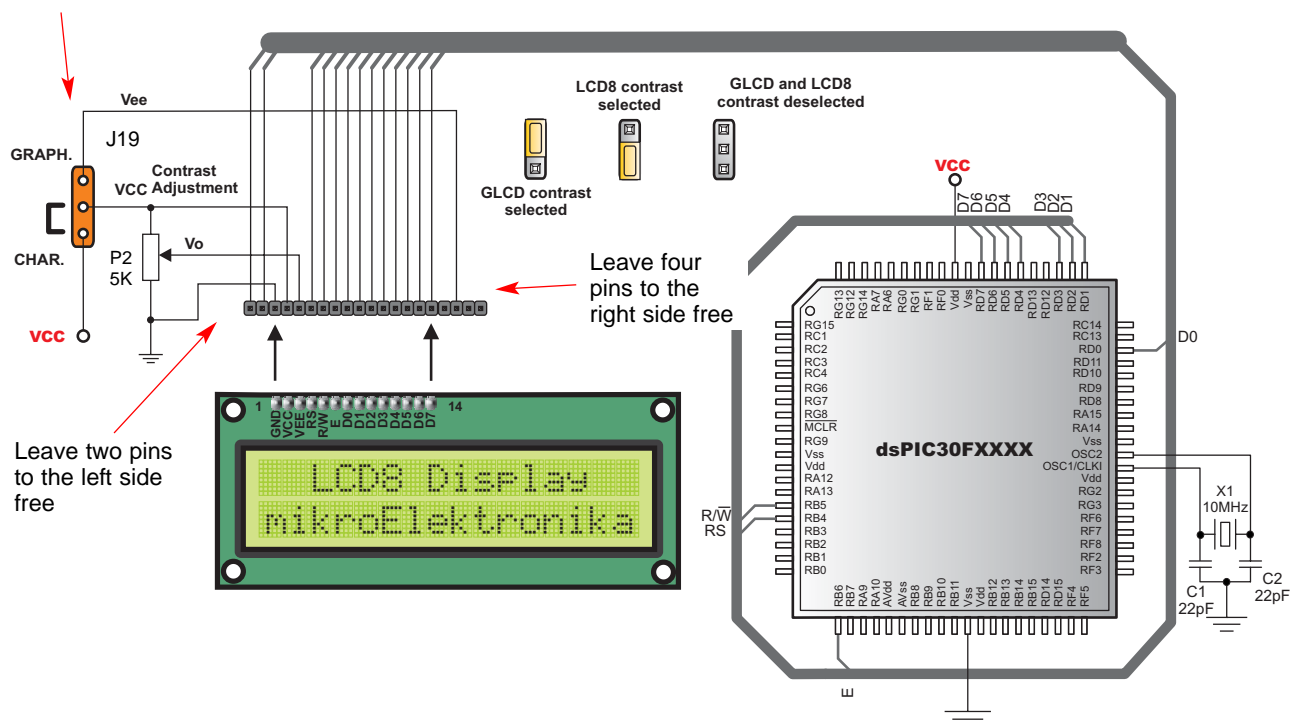 Vee
J19
GRAPH.
VCC
Contrast
Adjustment
Vo
P2
5K
CHAR.
VCC
LCD8 contrast
selected
GLCD and LCD8
contrast deselected
GLCD contrast
selected
Leave four
pins to the
right side free
Leave two pins
to the left side
free
1
14
GND
VCC
VEE
RS
R/W
E
D0
D1
D2
D3
D4
D5
D6
D7
LCD8 Display
mikroElektronika
VCC
D7
D6
D5
D4
D3
D2
D1
RG13
RG12
RG14
RA7
RA6
RG0
RG1
RF1
RF0
Vdd
Vss
RD7
RD6
RD5
RD4
RD13
RD12
RD3
RD2
RD1
RG15
RC1
RC2
RC3
RC4
RG6
RG7
RG8
MCLR
RG9
Vss
Vdd
RA12
RA13
RB5
RB4
RB3
RB2
RB1
RB0
R/W
RS
dsPIC30FXXXX
RC14
RC13
RD0
RD11
RD10
RD9
RD8
RA15
RA14
Vss
OSC2
OSC1/CLKI
Vdd
RG2
RG3
RF6
RF7
RF8
RF2
RF3
D0
RB6
RB7
RA9
RA10
AVdd
AVss
RB8
RB9
RB10
RB11
Vss
Vdd
RB12
RB13
RB14
RB15
RD14
RD15
RF4
RF5
E
X1
10MHz
C1
22pF
C2
22pF